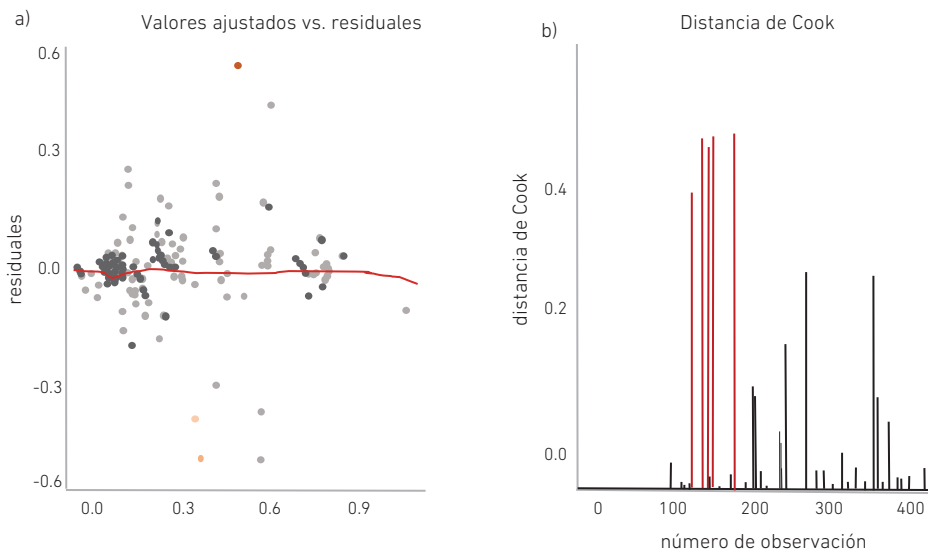 a)
Valores ajustados vs. residuales
0.6
0.3
0.0
-0.3
-0.6
residuales
0.0
0.3
0.6
0.9
b)
Distancia de Cook
distancia de Cook
0.4
0.2
0.0
0
100
200
300
400
número de observación